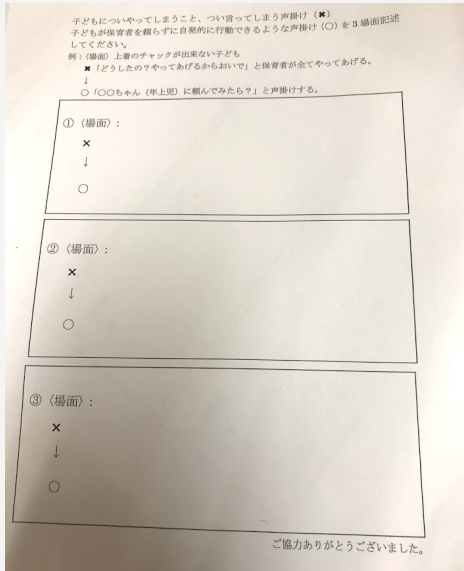 子どもについやってしまうこと、つい言ってしまう声掛け（✖）
子どもが保育者を頼らずに自発的に行動できるような声掛け（○）を3場面記述
してください。
例：〈場面〉上着のチャックが出来ない子ども
✖「どうしたの？やってあげるからおいで」と保育者が全てやってあげる。
↓
○「○○ちゃん（年上児）に頼んでみたら？」と声掛けする。
①〈場面〉:
×
↓
○
②〈場面〉:
×
↓
○
③〈場面〉:
×
↓
○
ご協力ありがとうございました。